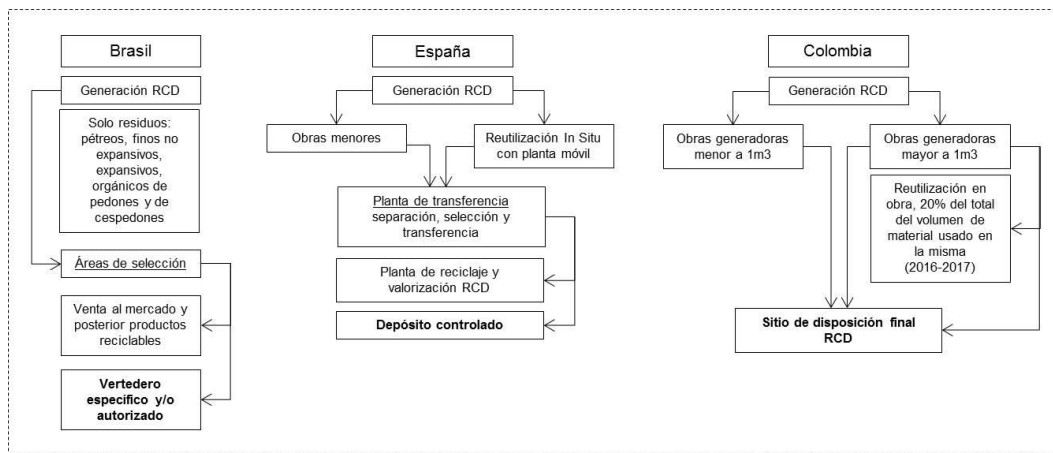 Brasil
Generación RCD
Solo residuos:
pétreos, finos no
expansivos,
expansivos,
orgánicos de
pedones y de
cespedones
Áreas de selección
Venta al mercado y
posterior productos
reciclables
Vertedero
específico y/o
autorizado
España
Generación RCD
Obras menores
Reutilización In Situ
con planta móvil
Planta de transferencia
separación, selección y
transferencia
Planta de reciclaje y
valorización RCD
Depósito controlado
Colombia
Generación RCD
Obras generadoras
menor a 1m3
Obras generadoras
mayor a 1m3
Reutilización en
obra, 20% del total
del volumen de
material usado en
la misma
(2016-2017)
Sitio de disposición final
RCD